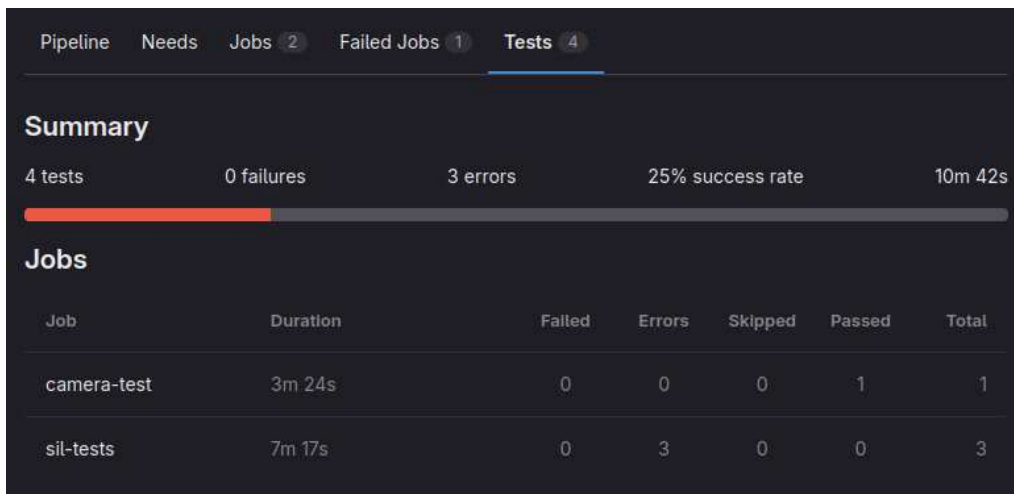 Pipeline Needs Jobs 2 Failed Jobs 1 Tests 4
Summary
4 tests 0 failures 3 errors 25% success rate 10m 42s
Jobs
Job Duration Failed Errors Skipped Passed Total
camera-test 3m 24s 0 0 0 1 1
sil-tests 7m 17s 0 3 0 0 3